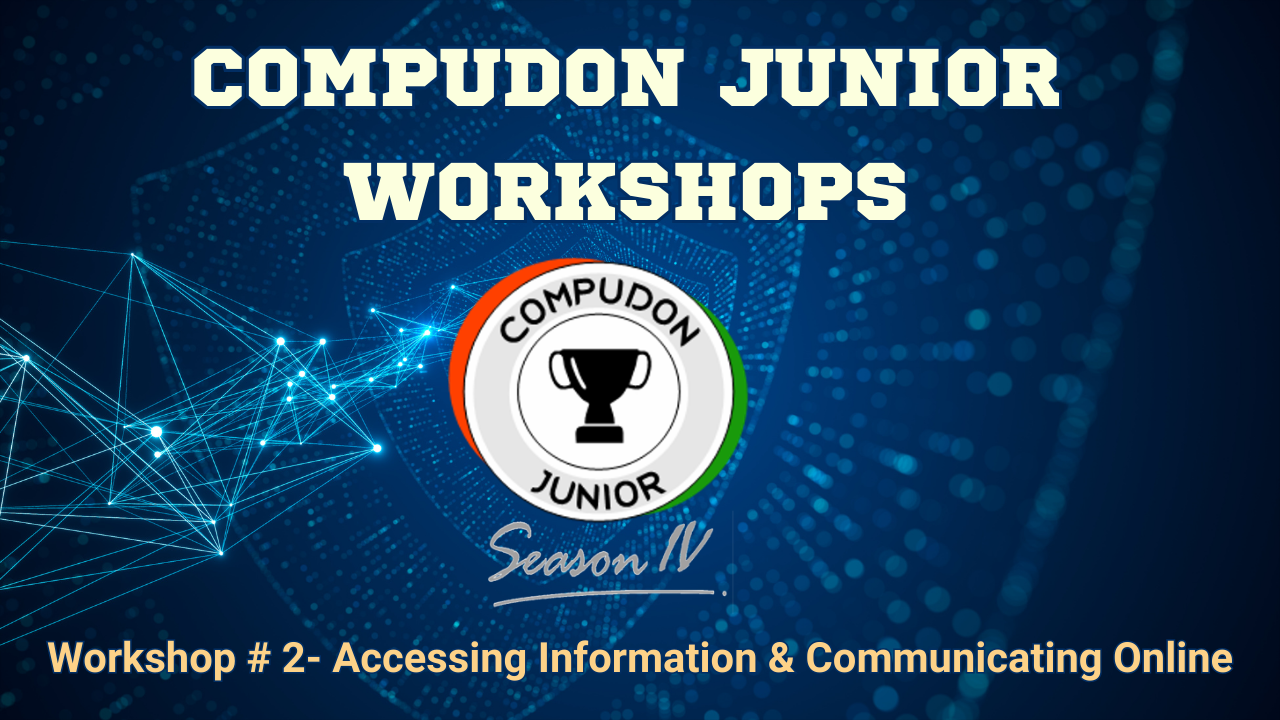 COMPUDON JUNIOR
WORKSHOPS
COMPUDON
JUNIOR
Season IV
Workshop # 2- Accessing Information & Communicating Online